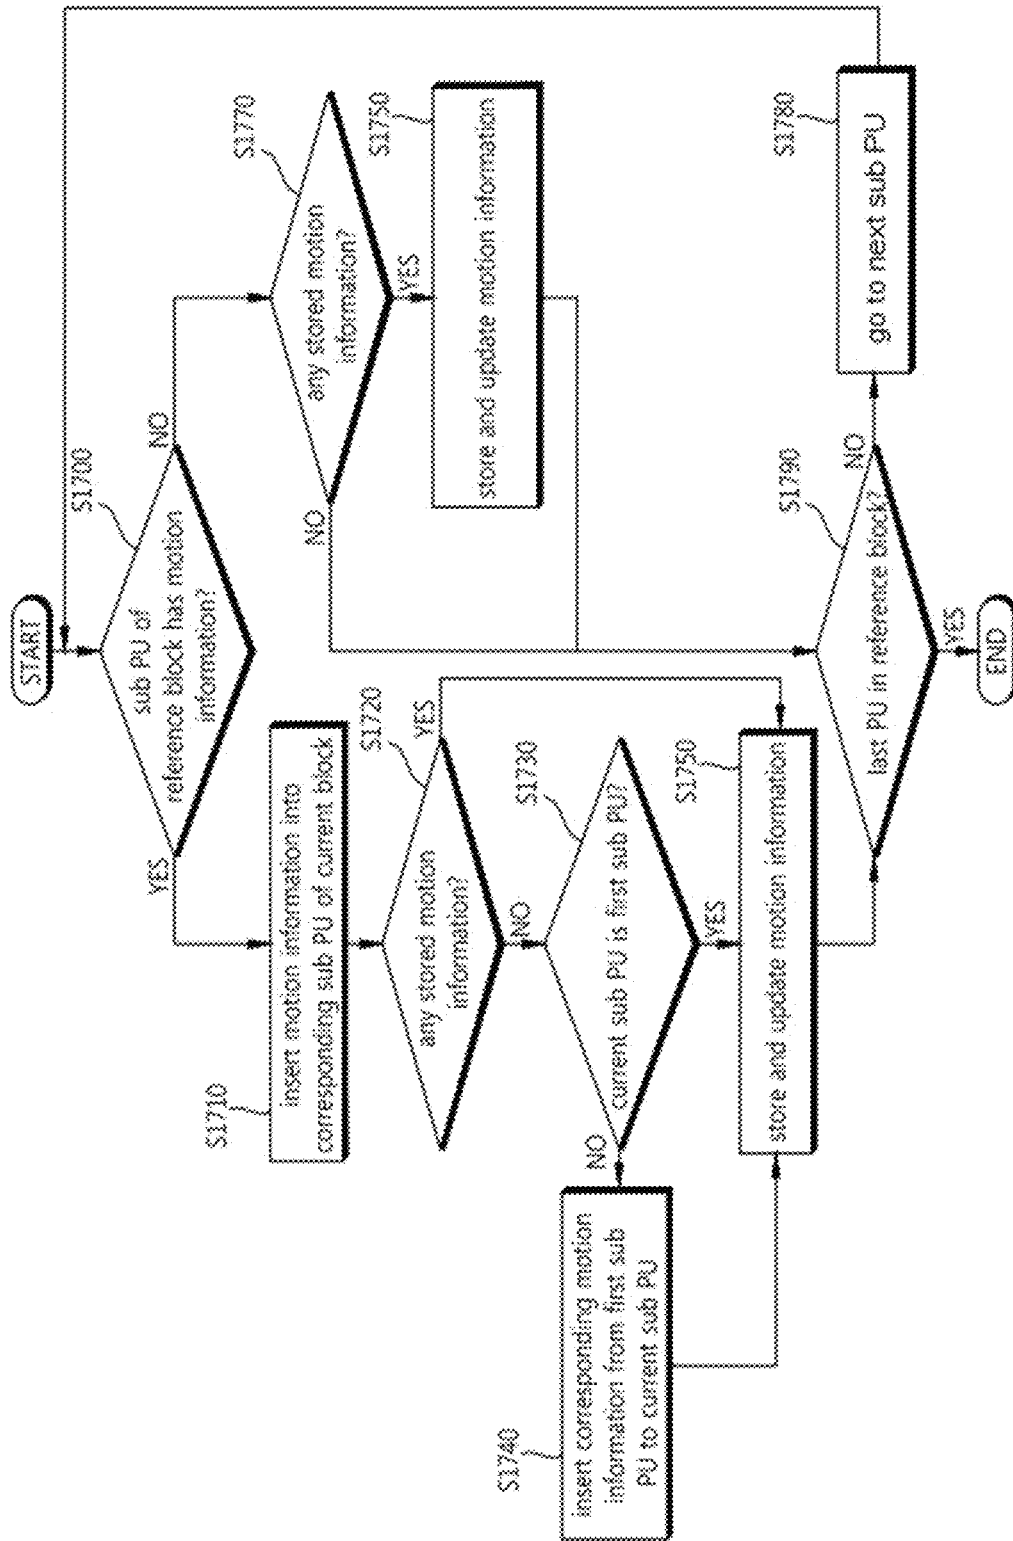 START
S1700
sub PU of
reference block has motion
information?
YES
NO
S1710
insert motion information into
corresponding sub PU of current block
S1770
any stored motion
information?
NO
YES
S1720
any stored motion
information?
YES
NO
S1750
store and update motion information
S1730
current sub PU is first sub PU?
NO
YES
S1740
insert corresponding motion
information from first sub
PU to current sub PU
S1750
store and update motion information
S1790
last PU in reference block?
NO
YES
S1780
go to next sub PU
END